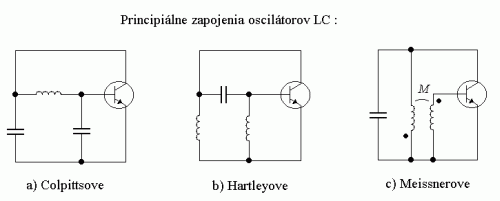 Principiálne zapojenia oscilátorov LC :
M
a) Colpittsove
b) Hartleyove
c) Meissnerove